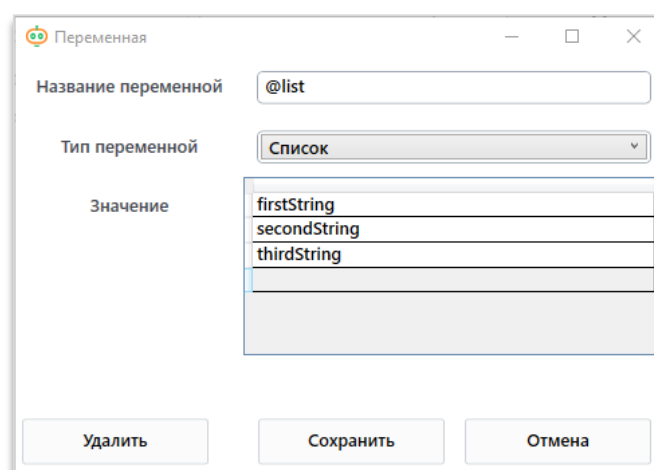 Переменная
Название переменной @list
Тип переменной Список
Значение
firstString
secondString
thirdString
Удалить Сохранить Отмена